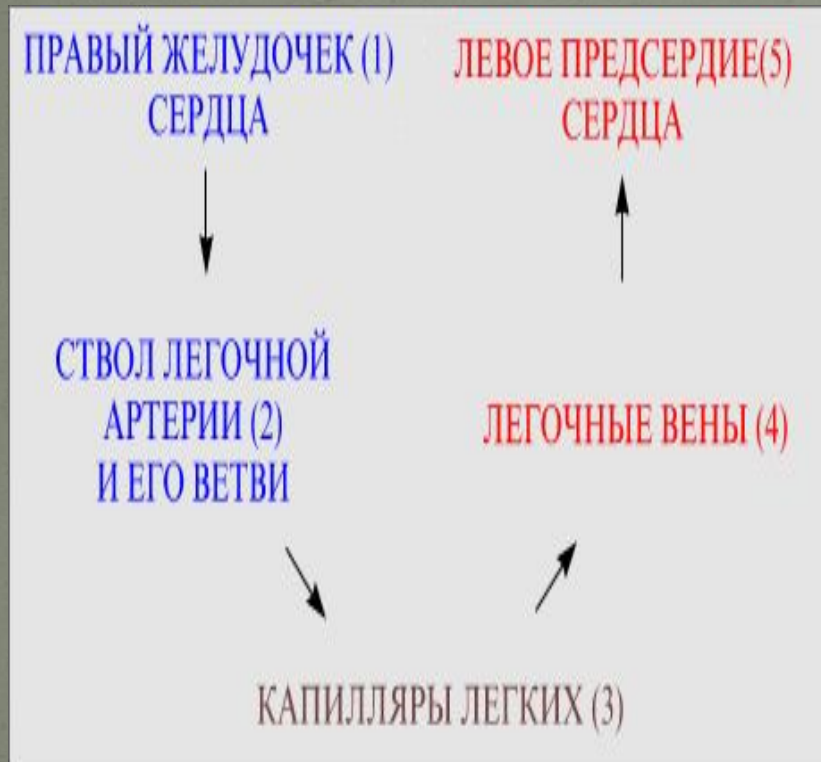 ПРАВЫЙ ЖЕЛУДОЧЕК (1)
СЕРДЦА
СТВОЛ ЛЕГОЧНОЙ
АРТЕРИИ (2)
И ЕГО ВЕТВИ
КАПИЛЛЯРЫ ЛЕГКИХ (3)
ЛЕГОЧНЫЕ ВЕНЫ (4)
ЛЕВОЕ ПРЕДСЕРДИЕ(5)
СЕРДЦА